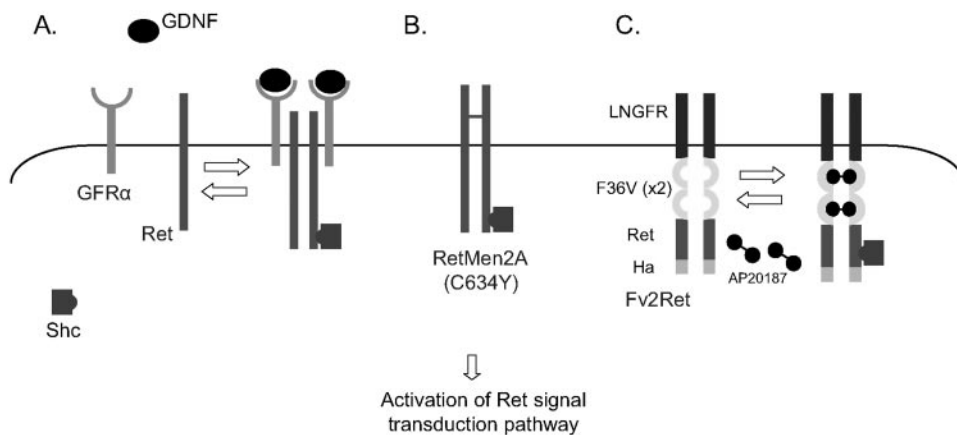 A.
GDNF
GFRα
Ret
Shc
B.
RetMen2A
(C634Y)
C.
LNGFR
F36V (x2)
Ret
Ha
AP20187
Fv2Ret
Activation of Ret signal
transduction pathway